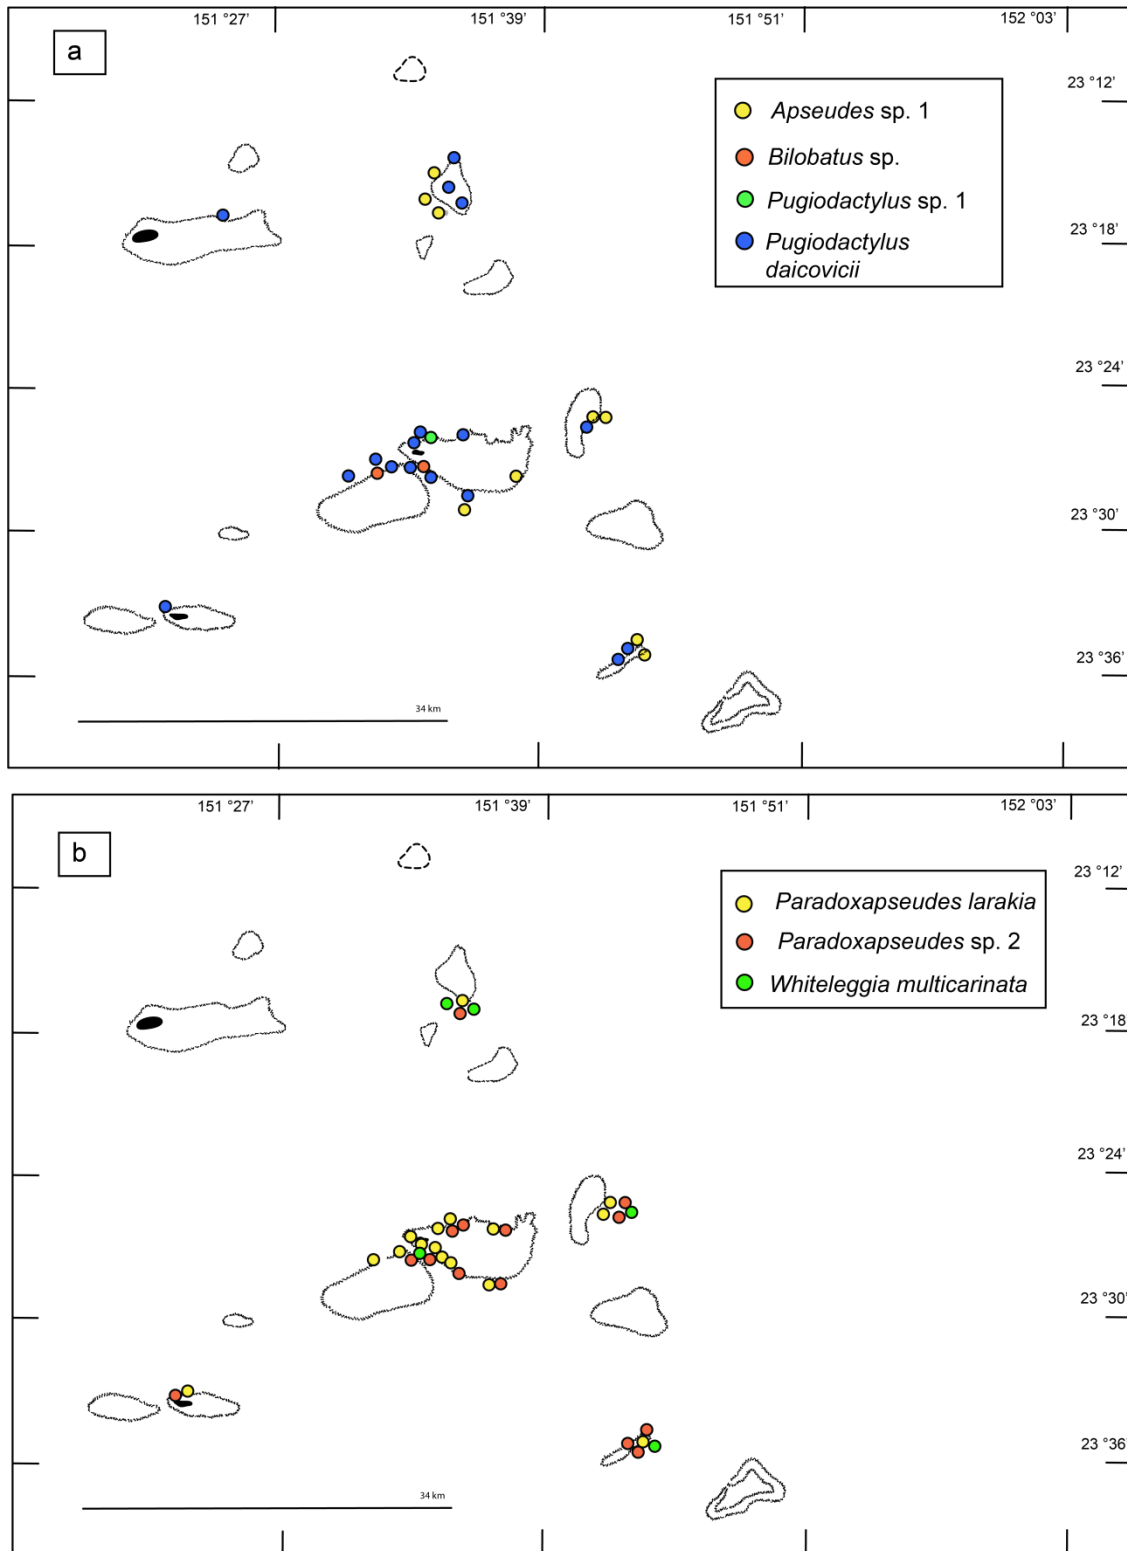 151 °27’ 151 °39’ 151 °51’ 152 °03’
a
23 °12’
Apseudes sp. 1
Bilobatus sp.
Pugiodactylus sp. 1
Pugiodactylus
daicovicii
23 °18’
23 °24’
23 °30’
23 °36’
34 km
151 °27’ 151 °39’ 151 °51’ 152 °03’
b
23 °12’
Paradoxapseudes larakia
Paradoxapseudes sp. 2
Whiteleggia multicarinata
23 °18’
23 °24’
23 °30’
23 °36’
34 km